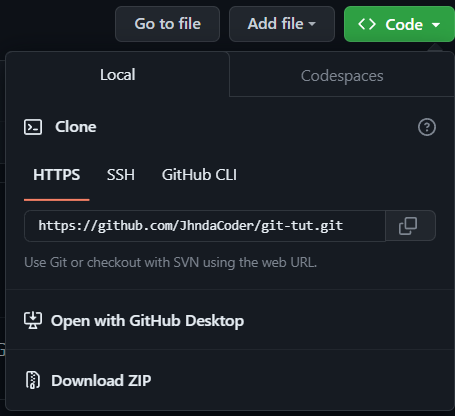 Go to file Add file Code
Local Codespaces
Clone
HTTPS SSH GitHub CLI
https://github.com/JhndaCoder/git-tut.git
Use Git or checkout with SVN using the web URL.
Open with GitHub Desktop
Download ZIP